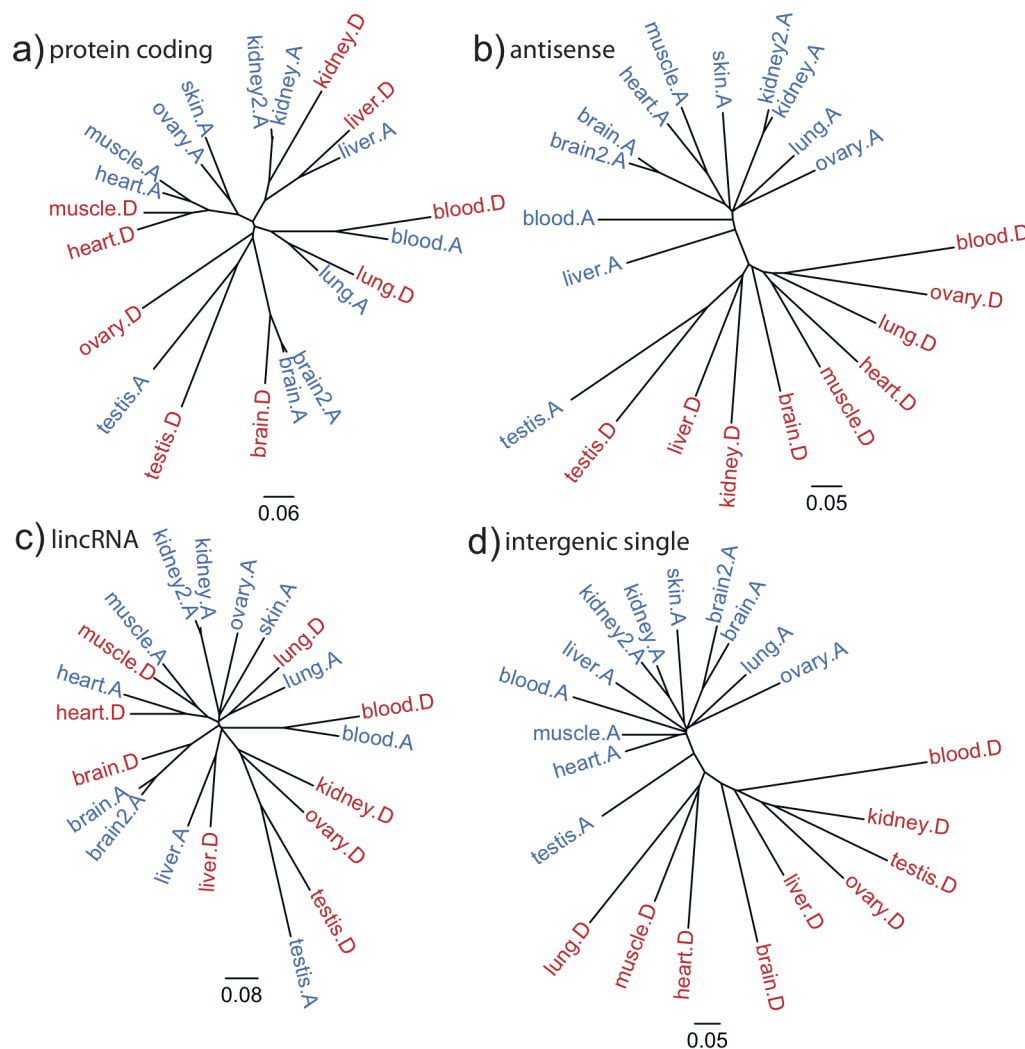 a) protein coding
kidney2.A
kidney.A
kidney.D
liver.D
liver.A
skin.A
ovary.A
muscle.A
heart.A
muscle.D
heart.D
blood.D
blood.A
lung.D
lung.A
ovary.D
testis.A
testis.D
brain.D
brain.A
brain2.A
0.06
b) antisense
muscle.A
heart.A
skin.A
kidney2.A
kidney.A
lung.A
ovary.A
brain.A
brain2.A
blood.A
liver.A
blood.D
ovary.D
lung.D
heart.D
muscle.D
brain.D
kidney.D
liver.D
testis.D
testis.A
0.05
c) lincRNA
kidney2.A
kidney.A
ovary.A
skin.A
lung.D
lung.A
muscle.A
muscle.D
heart.A
heart.D
blood.D
blood.A
brain.D
brain.A
brain2.A
liver.A
liver.D
kidney.D
ovary.D
testis.D
testis.A
0.08
d) intergenic single
kidney2.A
kidney.A
skin.A
brain2.A
brain.A
lung.A
ovary.A
liver.A
blood.A
muscle.A
heart.A
testis.A
blood.D
kidney.D
testis.D
ovary.D
liver.D
brain.D
heart.D
muscle.D
lung.D
0.05